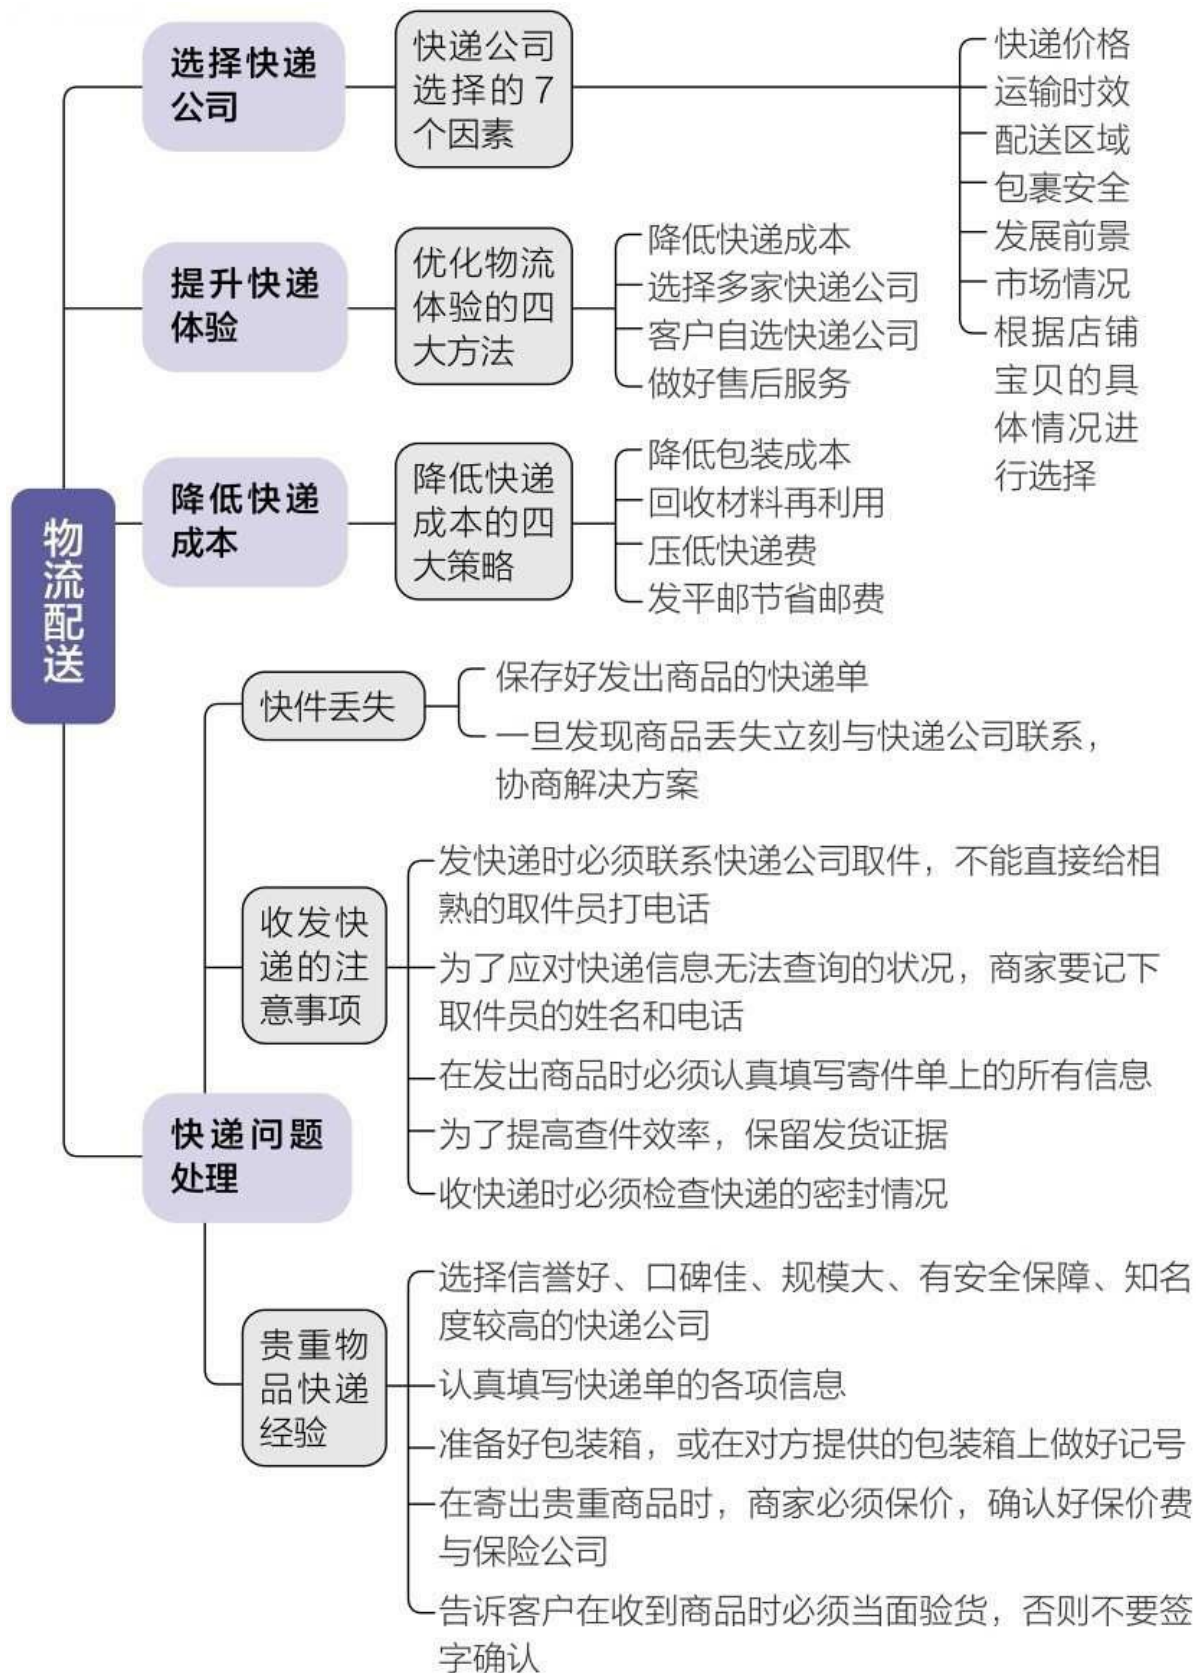 物流配送
选择快递
公司
快递公司
选择的7
个因素
快递价格
运输时效
配送区域
包裹安全
发展前景
市场情况
根据店铺
宝贝的具
体情况进
行选择
提升快递
体验
优化物流
体验的四
大方法
降低快递成本
选择多家快递公司
客户自选快递公司
做好售后服务
降低快递
成本
降低快递
成本的四
大策略
降低包装成本
回收材料再利用
压低快递费
发平邮节省邮费
快递问题
处理
快件丢失
保存好发出商品的快递单
一旦发现商品丢失立刻与快递公司联系，
协商解决方案
收发快
递的注
意事项
发快递时必须联系快递公司取件，不能直接给相
熟的取件员打电话
为了应对快递信息无法查询的状况，商家要记下
取件员的姓名和电话
在发出商品时必须认真填写寄件单上的所有信息
为了提高查件效率，保留发货证据
收快递时必须检查快递的密封情况
贵重物
品快递
经验
选择信誉好、口碑佳、规模大、有安全保障、知名
度较高的快递公司
认真填写快递单的各项信息
准备好包装箱，或在对方提供的包装箱上做好记号
在寄出贵重商品时，商家必须保价，确认好保价费
与保险公司
告诉客户在收到商品时必须当面验货，否则不要签
字确认